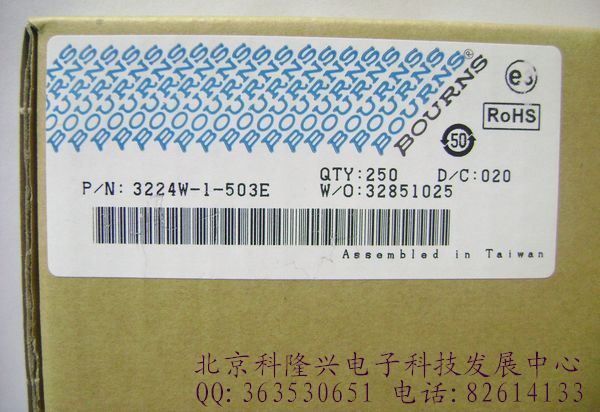 BOURNS®
e3
RoHS
50
QTY:250 D/C:020
P/N: 3224W-1-503E W/O:32851025
Assembled in Taiwan
北京科隆兴电子科技发展中心
QQ: 363530651 电话: 82614133